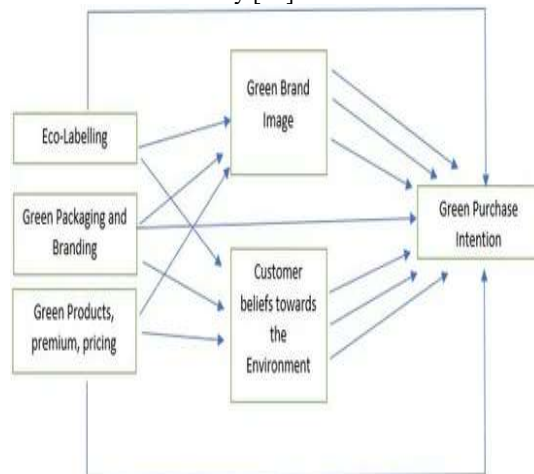 Green Brand
Image
Eco-Labelling
Green Packaging and
Branding
Green Purchase
Intention
Green Products,
premium, pricing
Customer
beliefs towards
the
Environment